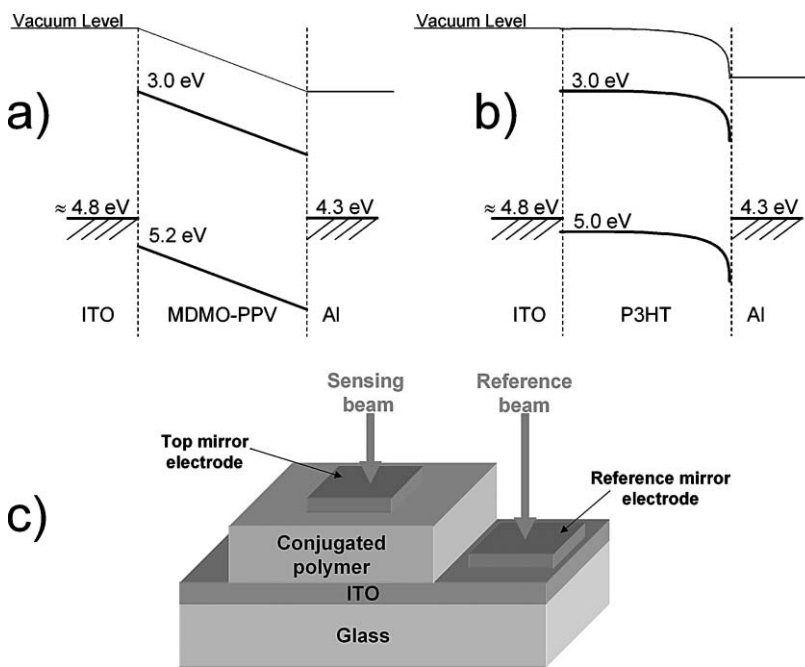 Vacuum Level
3.0 eV
a)
≈ 4.8 eV
4.3 eV
5.2 eV
ITO
MDMO-PPV
Al
Vacuum Level
3.0 eV
b)
≈ 4.8 eV
4.3 eV
5.0 eV
ITO
P3HT
Al
c)
Sensing
beam
Reference
beam
Top mirror
electrode
Reference mirror
electrode
Conjugated
polymer
ITO
Glass